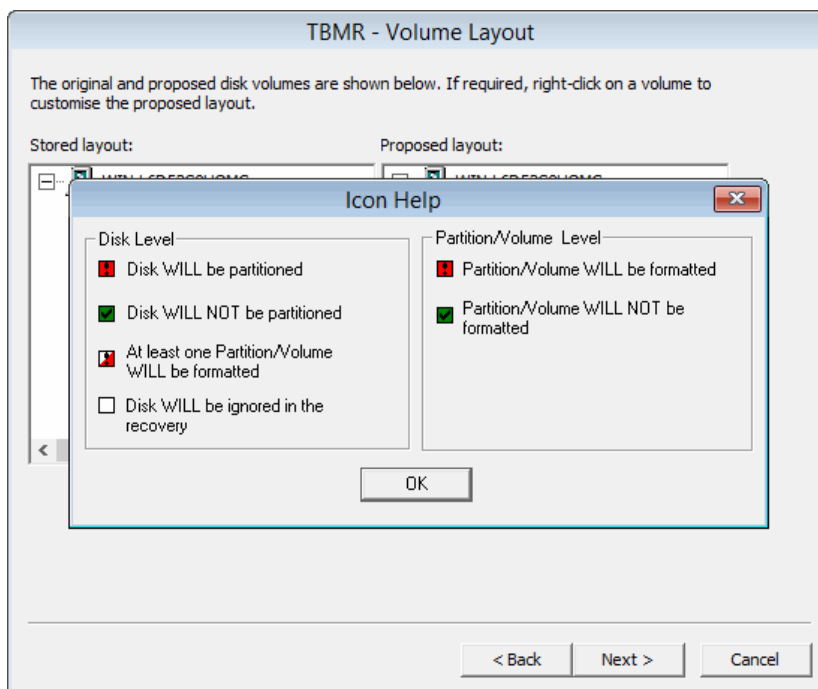 TBMR - Volume Layout
The original and proposed disk volumes are shown below. If required, right-click on a volume to
customise the proposed layout.
Stored layout:
Proposed layout:
Icon Help
Disk Level
Disk WILL be partitioned
Disk WILL NOT be partitioned
At least one Partition/Volume
WILL be formatted
Disk WILL be ignored in the
recovery
Partition/Volume Level
Partition/Volume WILL be formatted
Partition/Volume WILL NOT be
formatted
OK
< Back
Next >
Cancel